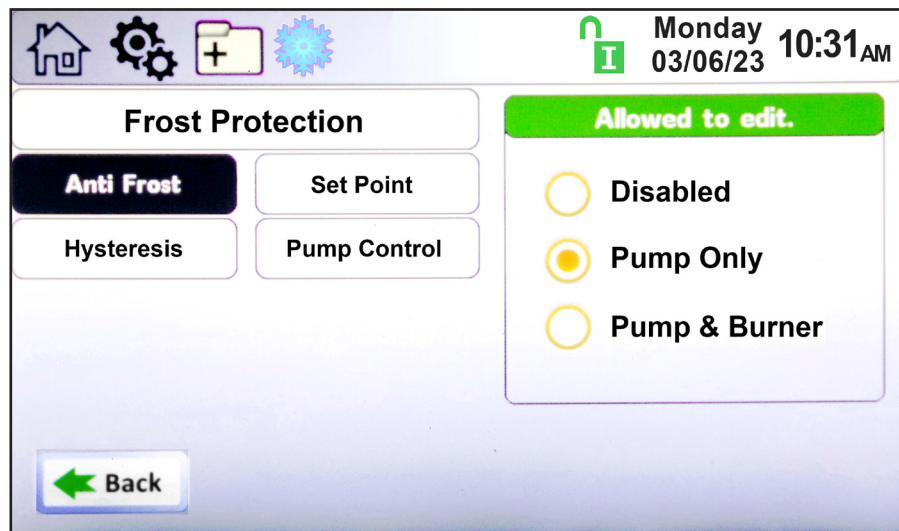 Monday
03/06/23
10:31AM
I
Frost Protection
Anti Frost
Set Point
Hysteresis
Pump Control
Allowed to edit.
Disabled
Pump Only
Pump & Burner
Back